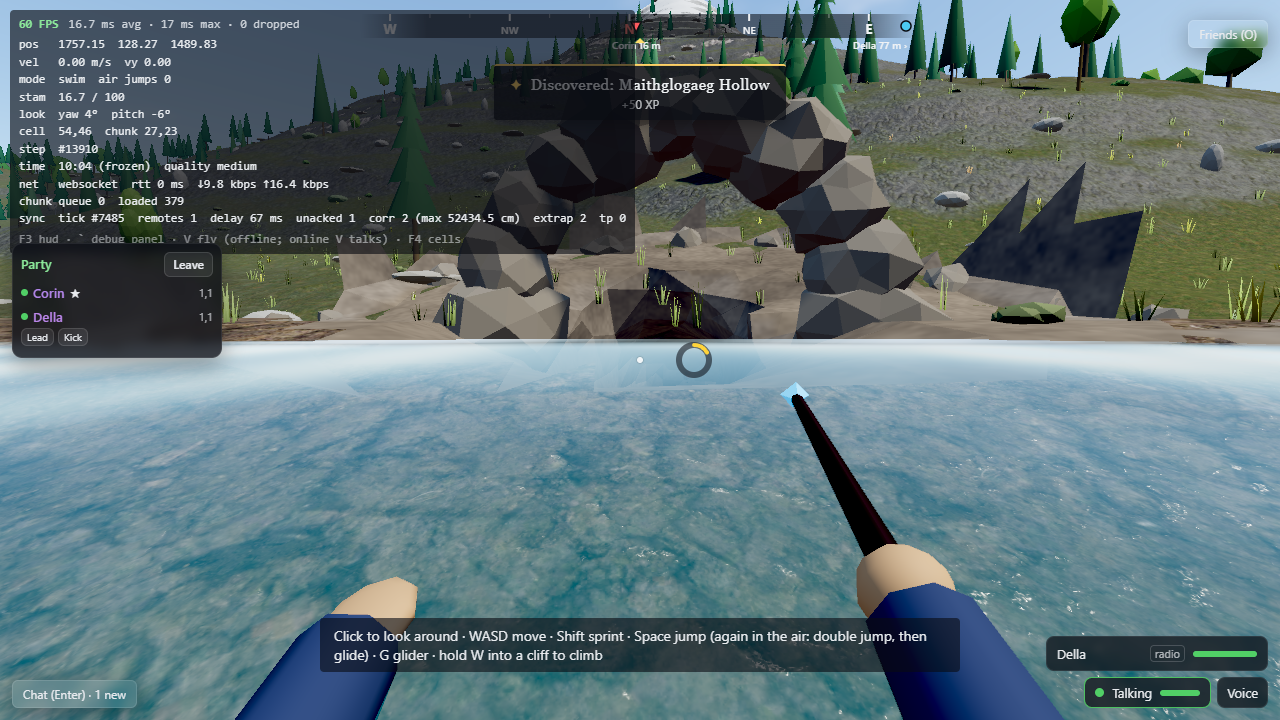 60 FPS 16.7 ms avg · 17 ms max · 0 dropped
pos 1757.15 128.27 1489.83
vel 0.00 m/s vy 0.00
mode swim air jumps 0
stam 16.7 / 100
look yaw 4° pitch -6°
cell 54,46 chunk 27,23
step #13910
time 10:04 (frozen) quality medium
net websocket rtt 0 ms ↓9.8 kbps ↑16.4 kbps
chunk queue 0 loaded 379
sync tick #7485 remotes 1 delay 67 ms unacked 1 corr 2 (max 52434.5 cm) extrap 2 tp 0
F3 hud · ` debug panel · V fly (offline; online V talks) · F4 cells
W NW N NE E
Corin 16 m Della 77 m ›
Friends (O)
✦ Discovered: Maithglogaeg Hollow
+50 XP
Party Leave
Corin ★ 1,1
Della 1,1
Lead Kick
Click to look around · WASD move · Shift sprint · Space jump (again in the air: double jump, then
glide) · G glider · hold W into a cliff to climb
Della radio
Talking Voice
Chat (Enter) · 1 new